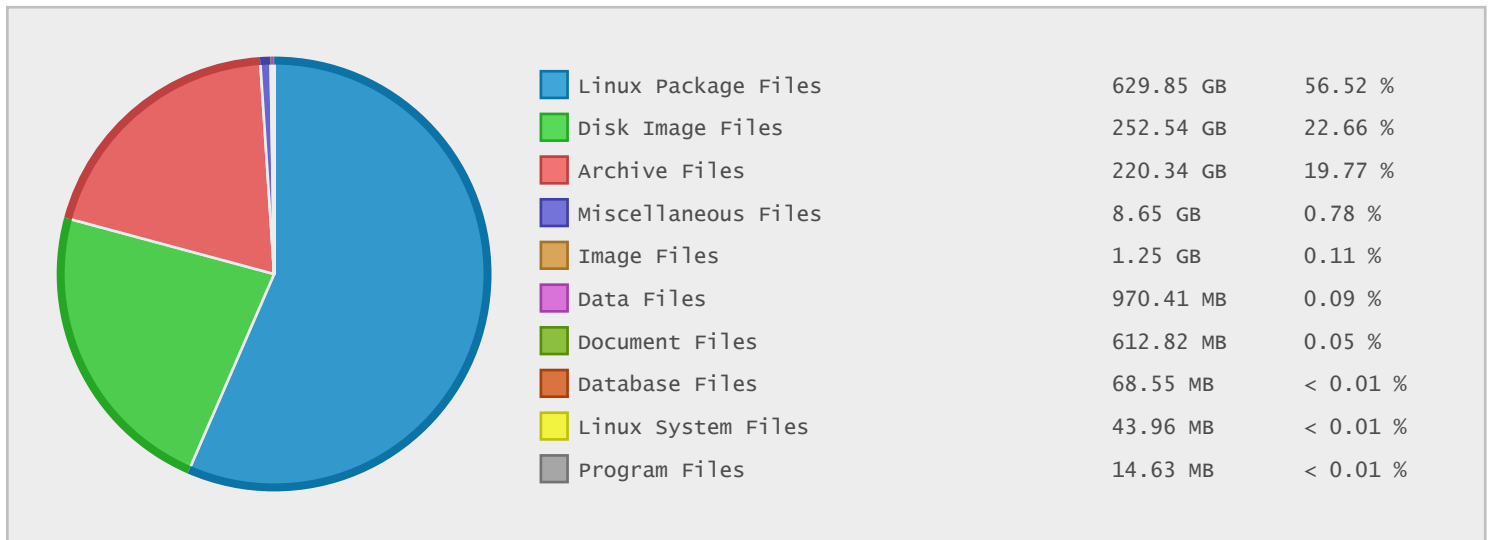 Linux Package Files 629.85 GB 56.52 %
Disk Image Files 252.54 GB 22.66 %
Archive Files 220.34 GB 19.77 %
Miscellaneous Files 8.65 GB 0.78 %
Image Files 1.25 GB 0.11 %
Data Files 970.41 MB 0.09 %
Document Files 612.82 MB 0.05 %
Database Files 68.55 MB < 0.01 %
Linux System Files 43.96 MB < 0.01 %
Program Files 14.63 MB < 0.01 %